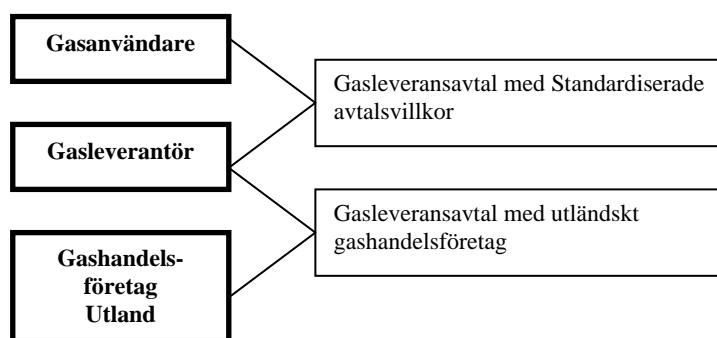 Gasanvändare
Gasleveransavtal med Standardiserade
avtalsvillkor
Gasleverantör
Gasleveransavtal med utländskt
gashandelsföretag
Gashandels-
företag
Utland